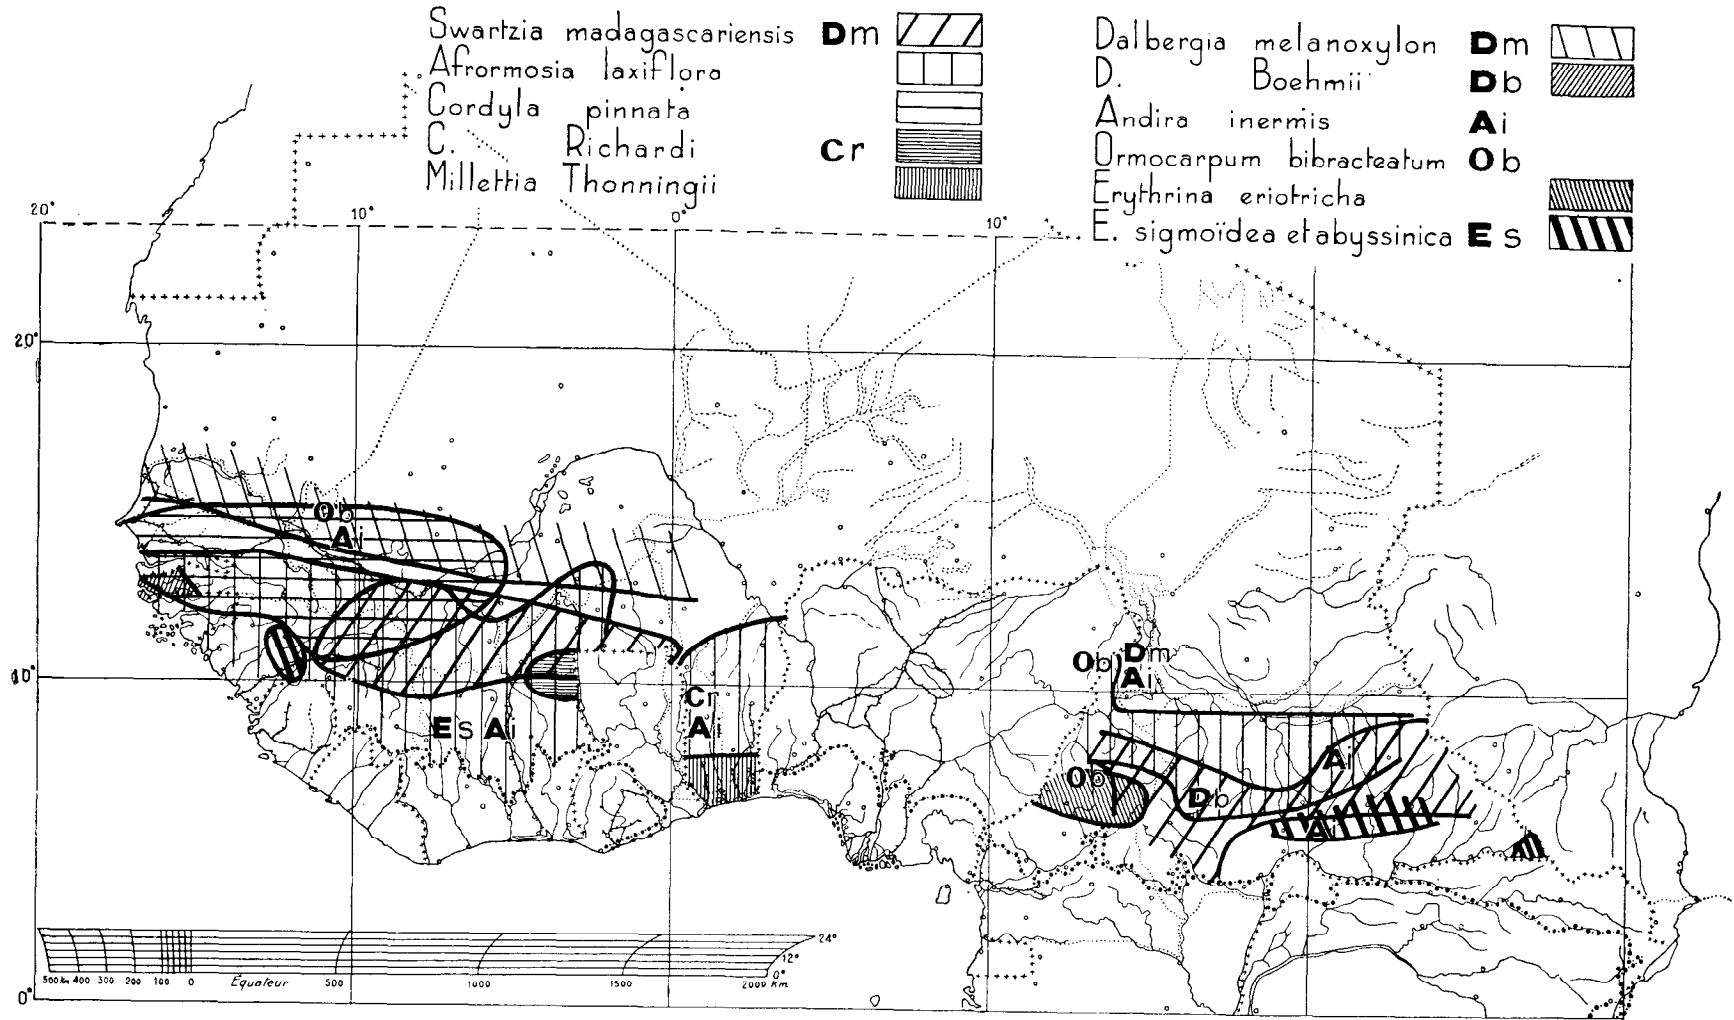 Swartzia madagascariensis Dm
Afrormosia laxiflora
Cordyla pinnata
C. Richardi Cr
Millettia Thonningii
Dalbergia melanoxylon Dm
D. Boehmii Db
Andira inermis Ai
Ormocarpum bibracteatum Ob
Erythrina eriotricha
E. sigmoïdea et abyssinica Es
20° 10° 0° 10°
20°
Ob
Ai
10°
Ob Dm
Ai
Cr
Es Ai Ai
Ai
Ob
Db
Ai
24°
12°
0°
500 km 400 300 200 100 0 Équateur 500 1000 1500 2000 Km
0°